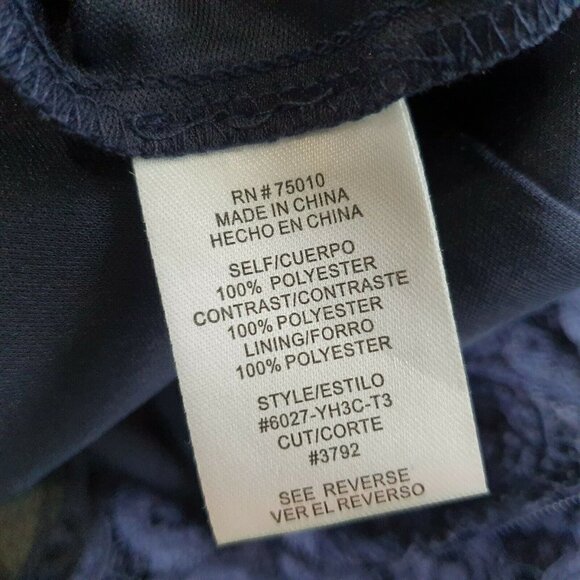 RN#75010
MADE IN CHINA
HECHO EN CHINA
SELF/CUERPO
100% POLYESTER
CONTRAST/CONTRASTE
100% POLYESTER
LINING/FORRO
100% POLYESTER
STYLE/ESTILO
#6027-YH3C-T3
CUT/CORTE
#3792
SEE REVERSE
VER EL REVERSO